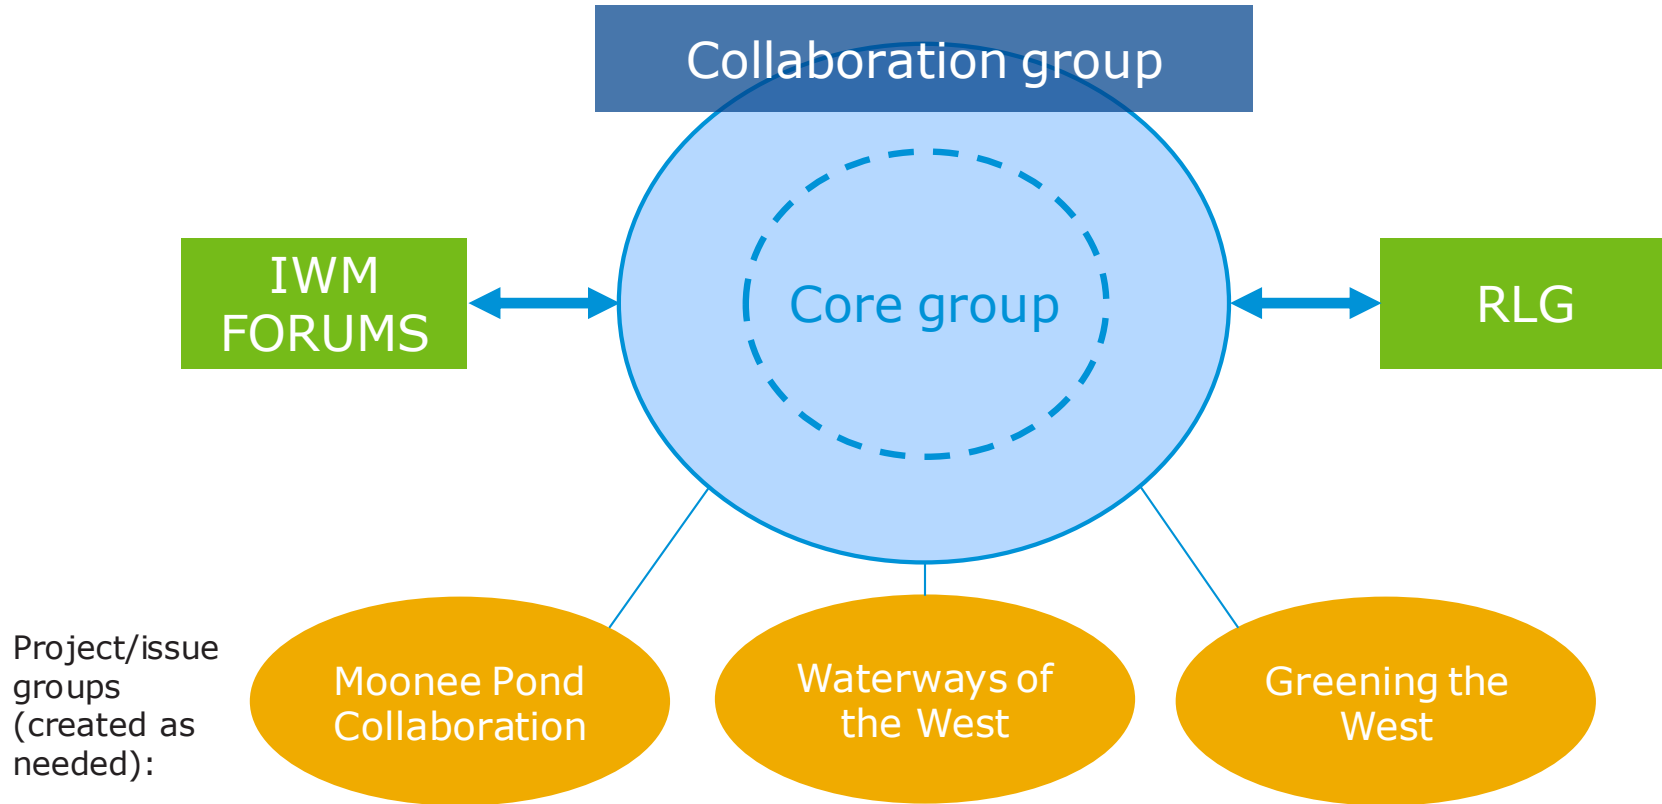 Collaboration group
IWM
FORUMS
Core group
RLG
Project/issue
groups
(created as
needed):
Moonee Pond
Collaboration
Waterways of
the West
Greening the
West